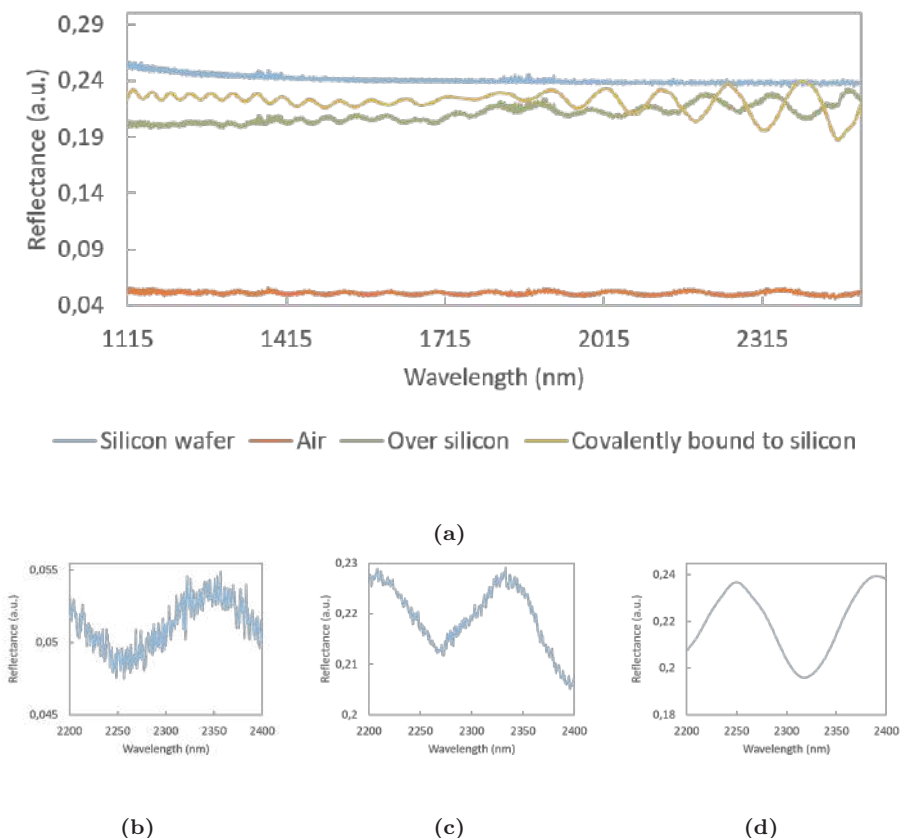 0,29
0,24
0,19
0,14
0,09
0,04
Reflectance (a.u.)
1115 1415 1715 2015 2315
Wavelength (nm)
Silicon wafer Air Over silicon Covalently bound to silicon
(a)
0,055
0,05
0,045
Reflectance (a.u.)
2200 2250 2300 2350 2400
Wavelength (nm)
(b)
0,23
0,22
0,21
0,2
Reflectance (a.u.)
2200 2250 2300 2350 2400
Wavelength (nm)
(c)
0,24
0,22
0,2
0,18
Reflectance (a.u.)
2200 2250 2300 2350 2400
Wavelength (nm)
(d)